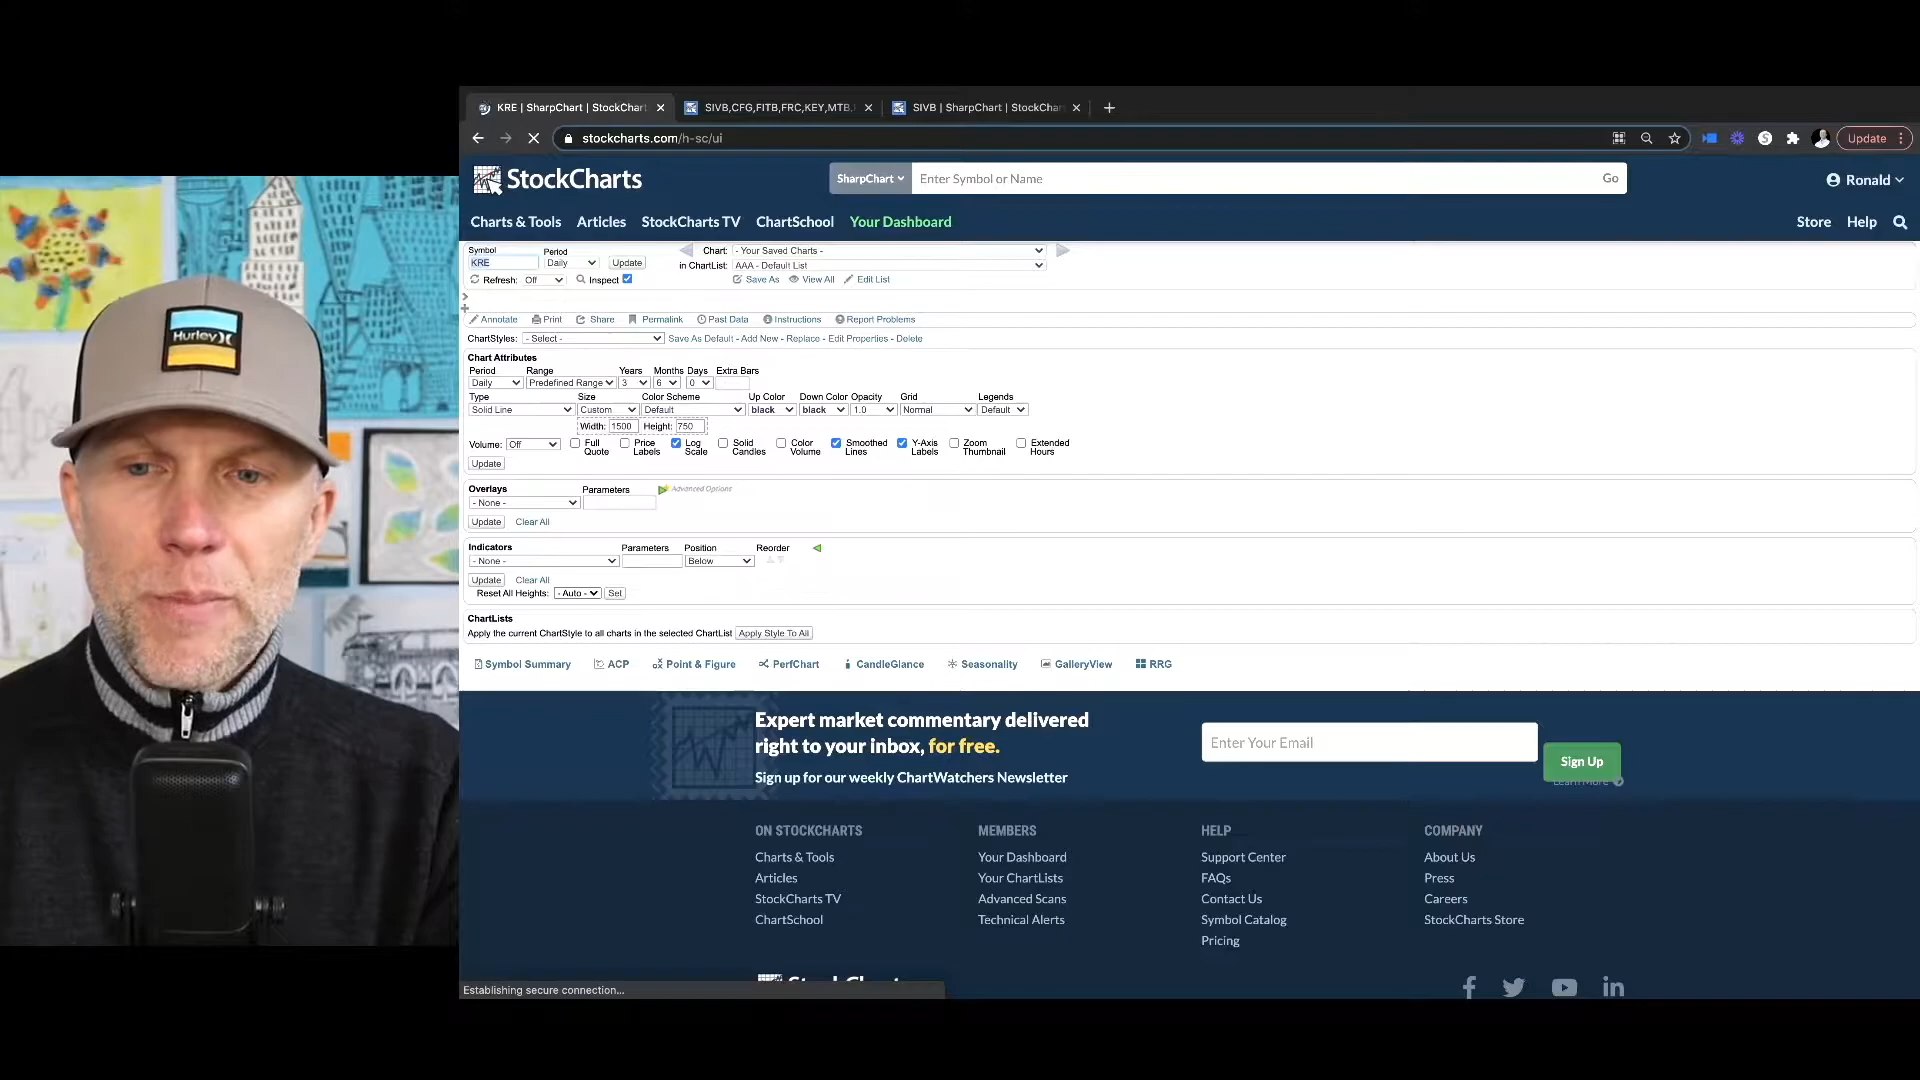 KRE | SharpChart | StockChart
SIVB,CFG,FITB,FRC,KEY,MTB,
SIVB | SharpChart | StockCha
stockcharts.com/h-sc/ui
Update
StockCharts
SharpChart
Enter Symbol or Name
Go
Ronald
Charts & Tools
Articles
StockCharts TV
ChartSchool
Your Dashboard
Store
Help
Symbol
Period
Chart:
- Your Saved Charts -
KRE
Daily
Update
in ChartList:
AAA - Default List
Refresh:
Off
Inspect
Save As
View All
Edit List
Annotate
Print
Share
Permalink
Past Data
Instructions
Report Problems
ChartStyles:
- Select -
Save As Default - Add New - Replace - Edit Properties - Delete
Chart Attributes
Period
Range
Years
Months
Days
Extra Bars
Daily
Predefined Range
3
6
0
Type
Size
Color Scheme
Up Color
Down Color
Opacity
Grid
Legends
Solid Line
Custom
Default
black
black
1.0
Normal
Default
Width:
1500
Height:
750
Volume:
Off
Full Quote
Price Labels
Log Scale
Solid Candles
Color Volume
Smoothed Lines
Y-Axis Labels
Zoom Thumbnail
Extended Hours
Update
Overlays
Parameters
Advanced Options
- None -
Update
Clear All
Indicators
Parameters
Position
Reorder
- None -
Below
Update
Clear All
Reset All Heights:
- Auto -
Set
ChartLists
Apply the current ChartStyle to all charts in the selected ChartList
Apply Style To All
Symbol Summary
ACP
Point & Figure
PerfChart
CandleGlance
Seasonality
GalleryView
RRG
Expert market commentary delivered
right to your inbox, for free.
Sign up for our weekly ChartWatchers Newsletter
Enter Your Email
Sign Up
Learn More
ON STOCKCHARTS
MEMBERS
HELP
COMPANY
Charts & Tools
Your Dashboard
Support Center
About Us
Articles
Your ChartLists
FAQs
Press
StockCharts TV
Advanced Scans
Contact Us
Careers
ChartSchool
Technical Alerts
Symbol Catalog
StockCharts Store
Pricing
StockCharts
Establishing secure connection...
Hurley